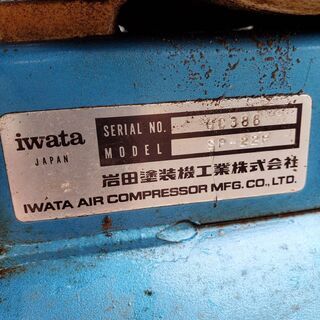 iwata
JAPAN
SERIAL NO.
MODEL
岩田塗装機工業株式会社
IWATA AIR COMPRESSOR MFG. CO., LTD.